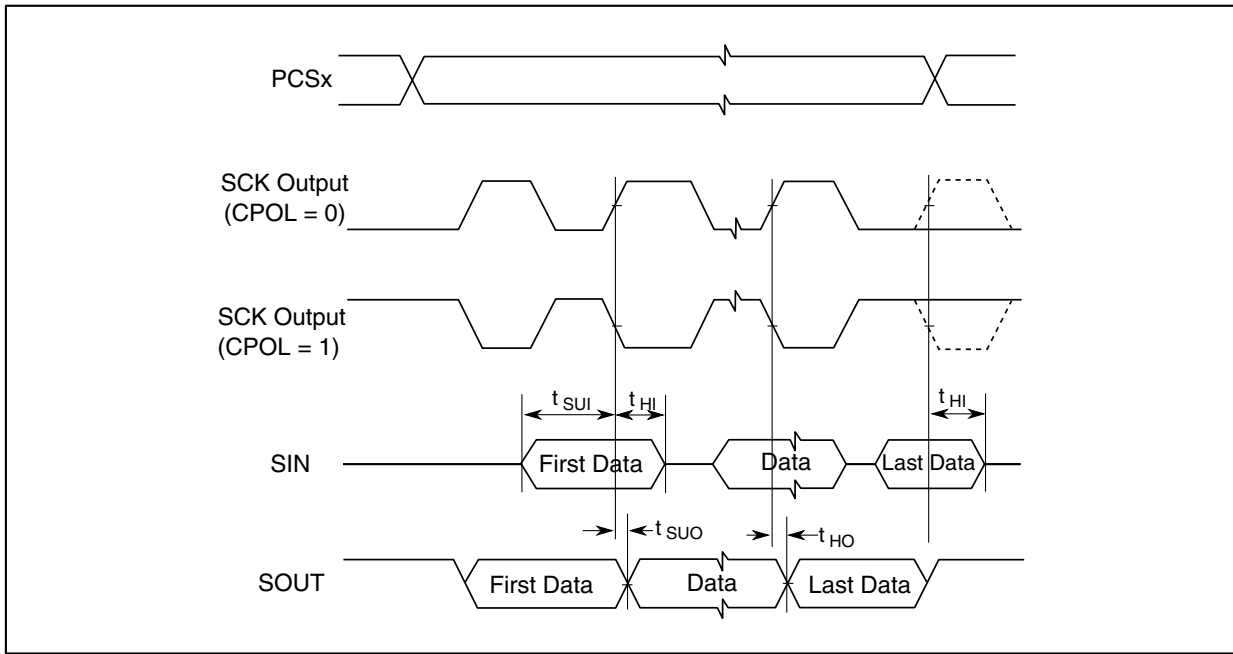 PCSx
SCK Output
(CPOL = 0)
SCK Output
(CPOL = 1)
t SUI
t HI
t HI
SIN
First Data
Data
Last Data
t SUO
t HO
SOUT
First Data
Data
Last Data